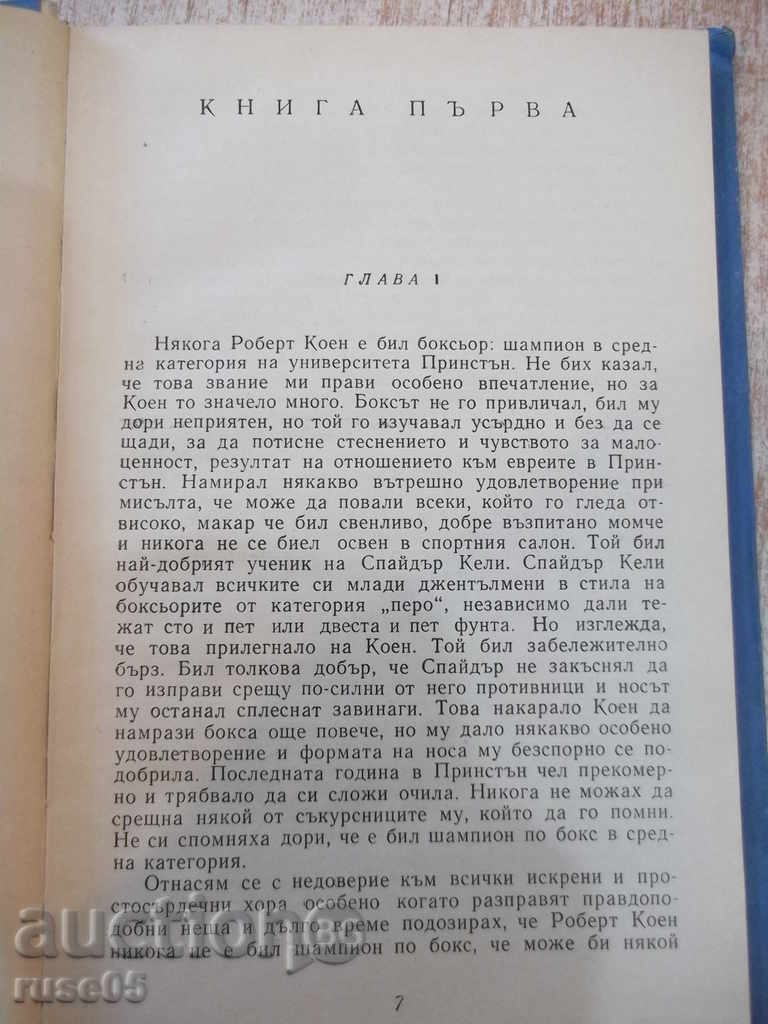 КНИГА ПЪРВА
ГЛАВА I
Някога Роберт Коен е бил боксьор: шампион в сред-
на категория на университета Принстън. Не бих казал,
че това звание ми прави особено впечатление, но за
Коен то значело много. Боксът не го привличал, бил му
дори неприятен, но той го изучавал усърдно и без да се
щади, за да потисне стеснението и чувството за мало-
ценност, резултат на отношението към евреите в Прин-
стън. Намирал някакво вътрешно удовлетворение при
мисълта, че може да повали всеки, който го гледа от-
високо, макар че бил свенливо, добре възпитано момче
и никога не се биел освен в спортния салон. Той бил
най-добрият ученик на Спайдър Кели. Спайдър Кели
обучавал всичките си млади джентълмени в стила на
боксьорите от категория „перо“, независимо дали те-
жат сто и пет или двеста и пет фунта. Но изглежда,
че това прилегнало на Коен. Той бил забележително
бърз. Бил толкова добър, че Спайдър не закъснял да
го изправи срещу по-силни от него противници и носът
му останал сплеснат завинаги. Това накарало Коен да
намрази бокса още повече, но му дало някакво особено
удовлетворение и формата на носа му безспорно се по-
добрила. Последната година в Принстън чел прекомер-
но и трябвало да си сложи очила. Никога не можах да
срещна някой от съкурсниците му, който да го помни.
Не си спомняха дори, че е бил шампион по бокс в сред-
на категория.
Отнасям се с недоверие към всички искрени и про-
стосърдечни хора особено когато разправят правдопо-
добни неща и дълго време подозирах, че Роберт Коен
никога не е бил шампион по бокс, че може би някой
auction
ruse05
7